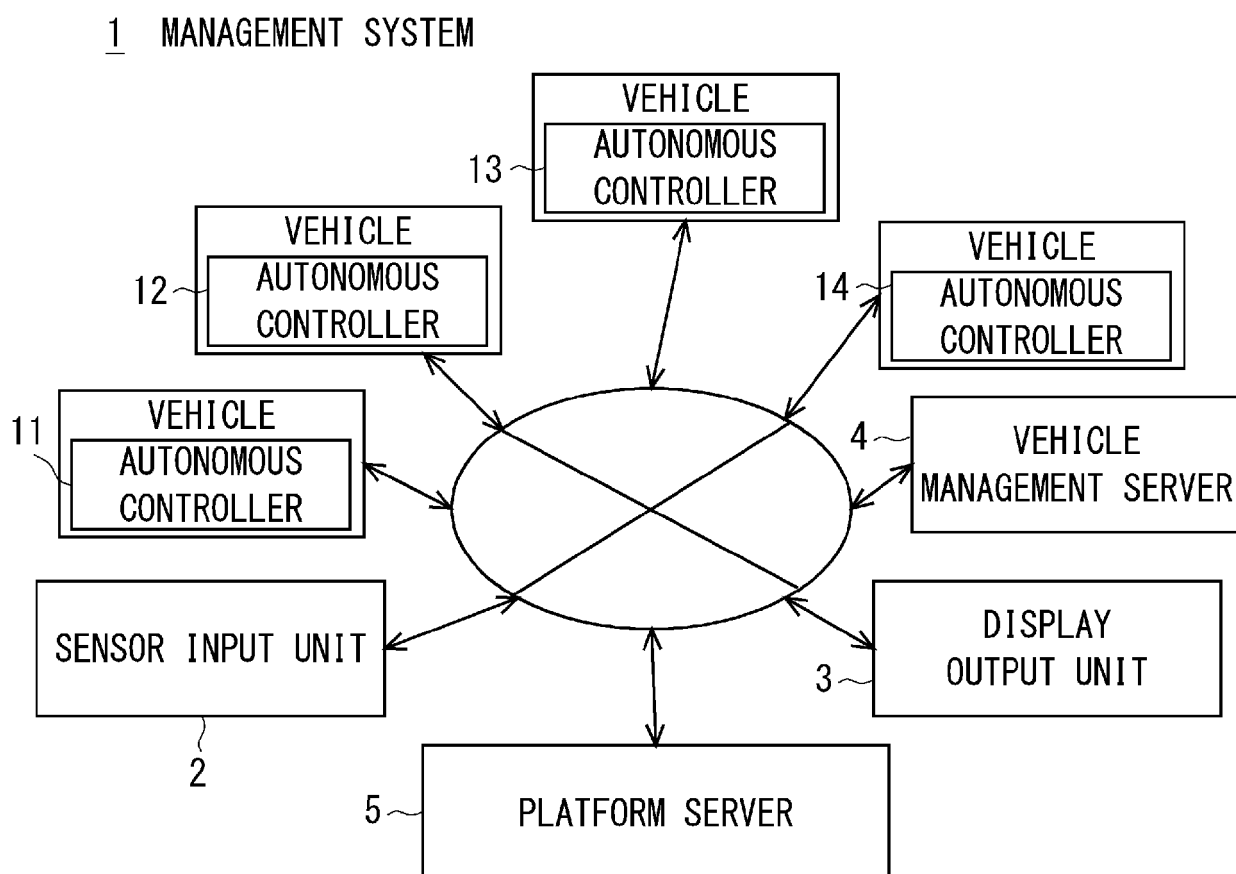 1 MANAGEMENT SYSTEM
VEHICLE
13
AUTONOMOUS
CONTROLLER
VEHICLE
12
AUTONOMOUS
CONTROLLER
VEHICLE
14
AUTONOMOUS
CONTROLLER
VEHICLE
11
AUTONOMOUS
CONTROLLER
4
VEHICLE
MANAGEMENT SERVER
SENSOR INPUT UNIT
2
DISPLAY
OUTPUT UNIT
3
5
PLATFORM SERVER